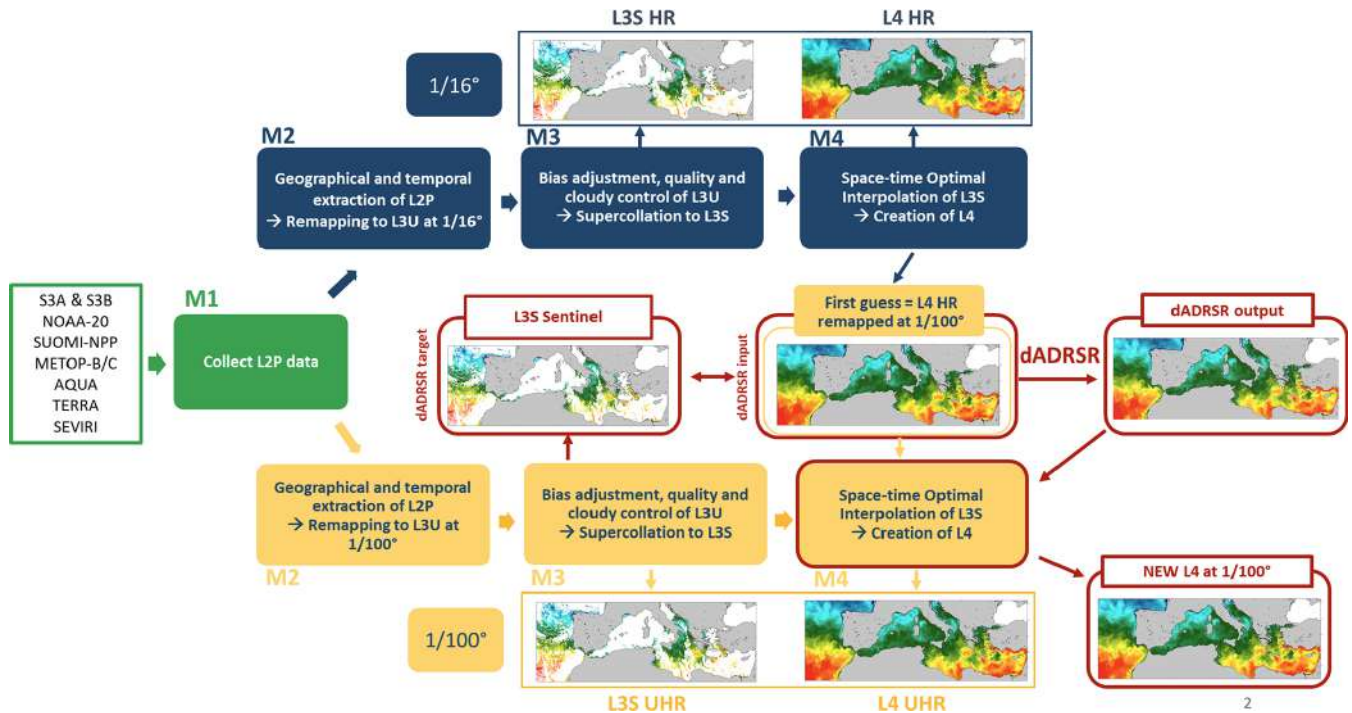 L3S HR
L4 HR
1/16°
M2
M3
M4
Geographical and temporal
extraction of L2P
→ Remapping to L3U at 1/16°
Bias adjustment, quality and
cloudy control of L3U
→ Supercollation to L3S
Space-time Optimal
Interpolation of L3S
→ Creation of L4
S3A & S3B
NOAA-20
SUOMI-NPP
METOP-B/C
AQUA
TERRA
SEVIRI
M1
Collect L2P data
dADRSR target
L3S Sentinel
dADRSR input
First guess = L4 HR
remapped at 1/100°
dADRSR
dADRSR output
Geographical and temporal
extraction of L2P
→ Remapping to L3U at
1/100°
Bias adjustment, quality and
cloudy control of L3U
→ Supercollation to L3S
Space-time Optimal
Interpolation of L3S
→ Creation of L4
M2
M3
M4
NEW L4 at 1/100°
1/100°
L3S UHR
L4 UHR
2